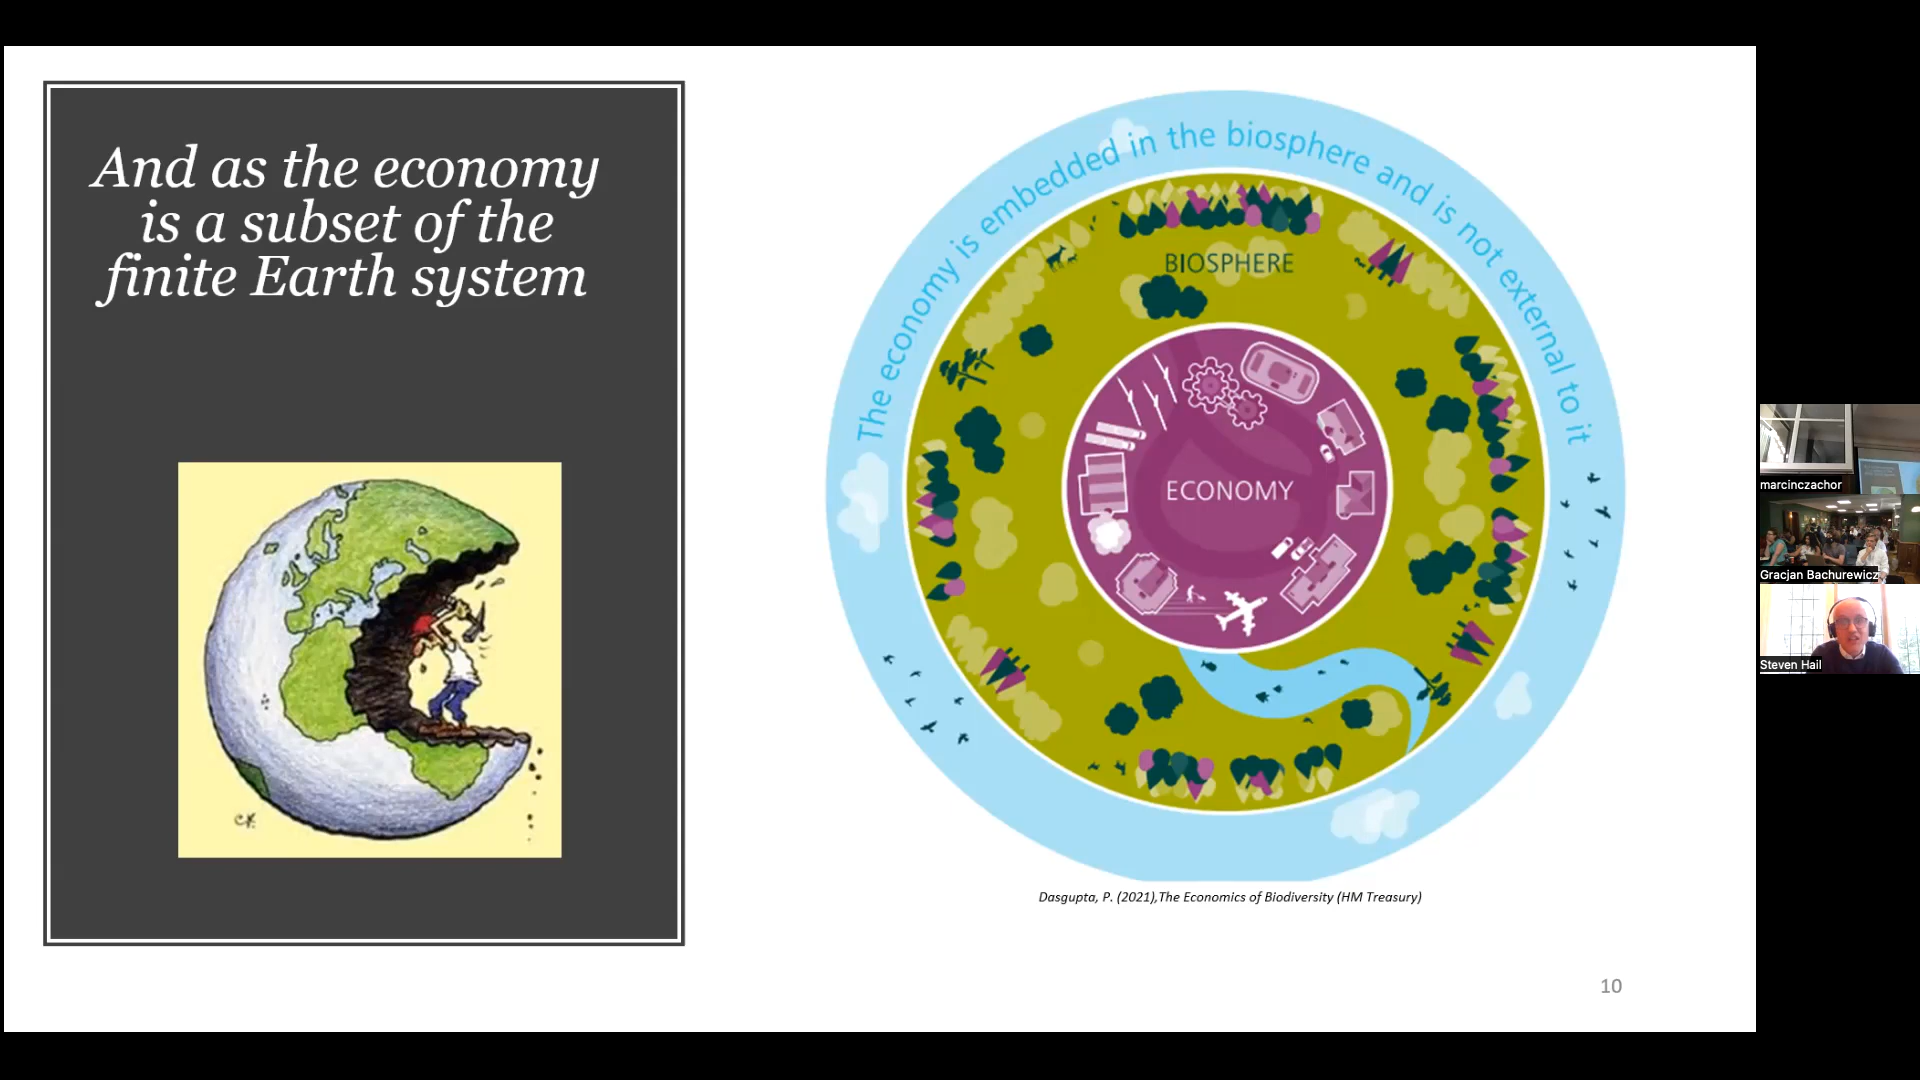 And as the economy
is a subset of the
finite Earth system
The economy is embedded in the biosphere and is not external to it
BIOSPHERE
ECONOMY
Dasgupta, P. (2021),The Economics of Biodiversity (HM Treasury)
10
marcinczachor
Gracjan Bachurewicz
Steven Hail